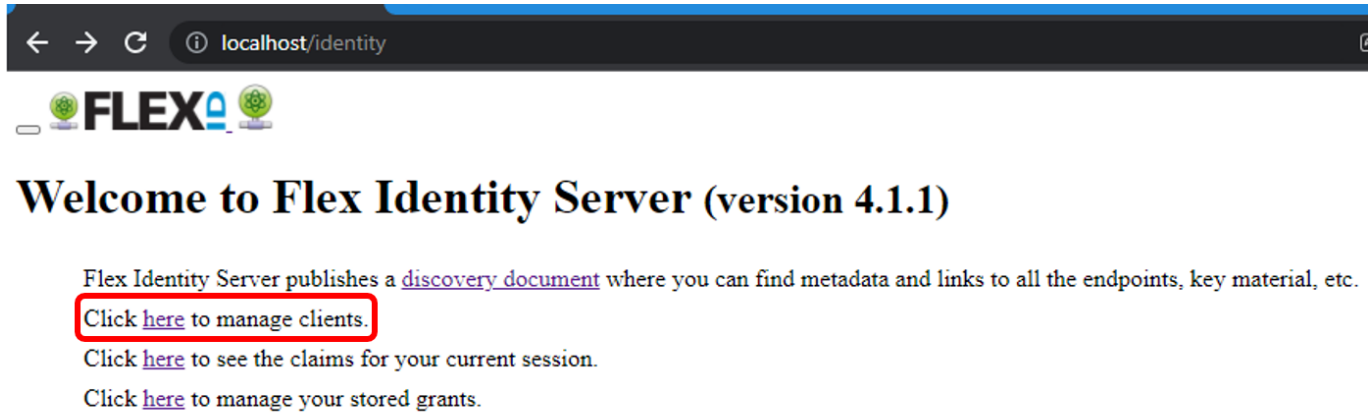 localhost/identity
FLEX ID
Welcome to Flex Identity Server (version 4.1.1)
Flex Identity Server publishes a discovery document where you can find metadata and links to all the endpoints, key material, etc.
Click here to manage clients.
Click here to see the claims for your current session.
Click here to manage your stored grants.